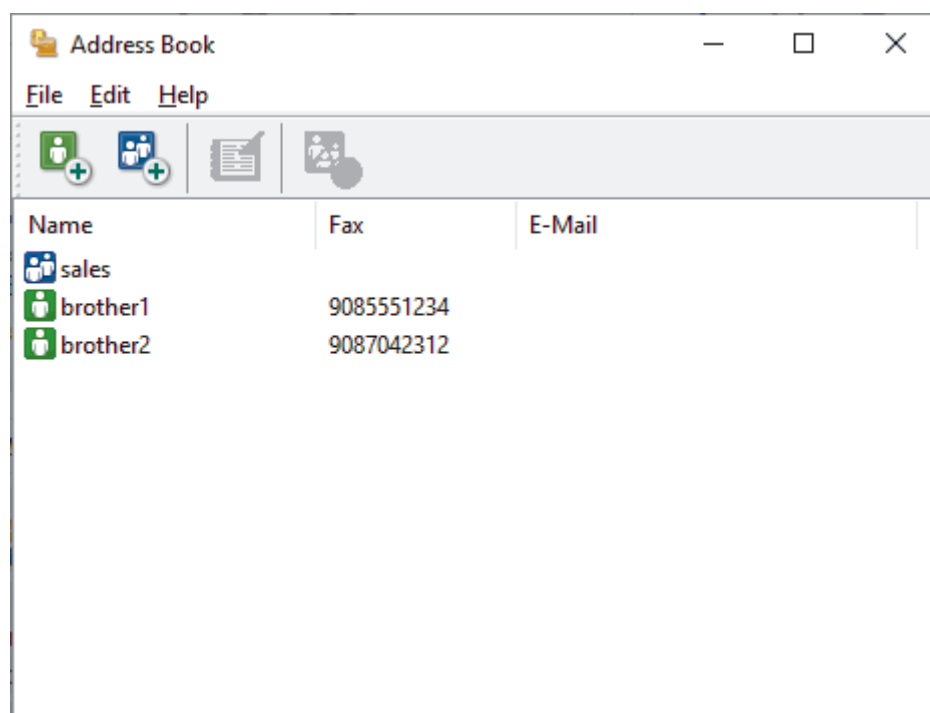 Address Book
File Edit Help
Name Fax E-Mail
sales
brother1 9085551234
brother2 9087042312